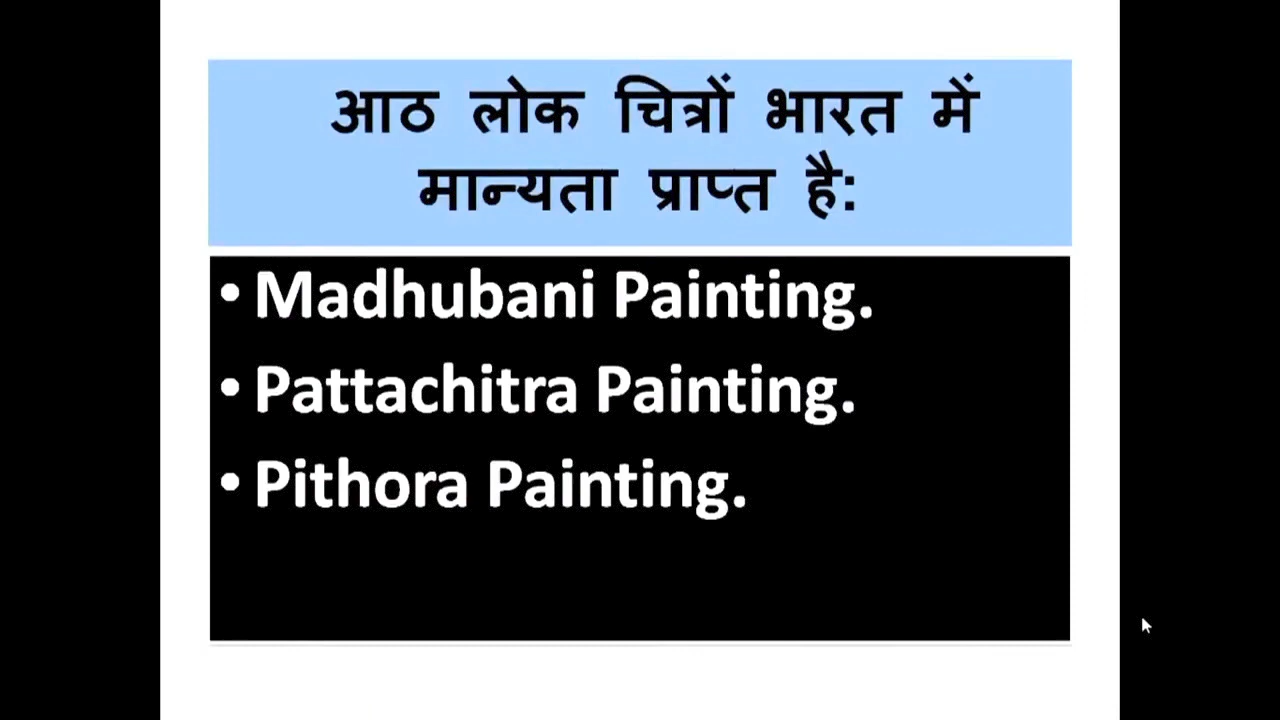 आठ लोक चित्रों भारत में
मान्यता प्राप्त है:
• Madhubani Painting.
• Pattachitra Painting.
• Pithora Painting.